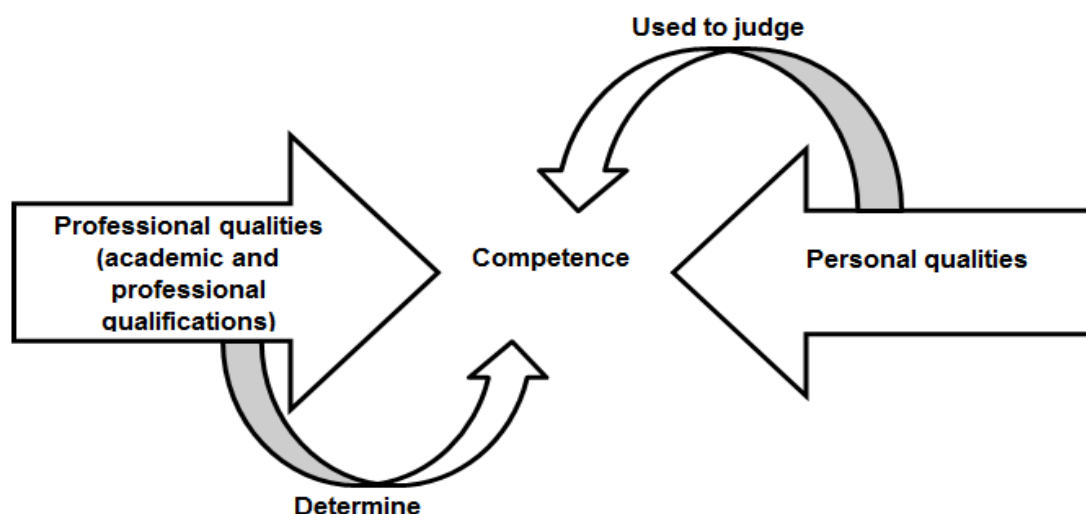 Used to judge
Professional qualities
(academic and
professional
qualifications)
Competence
Personal qualities
Determine